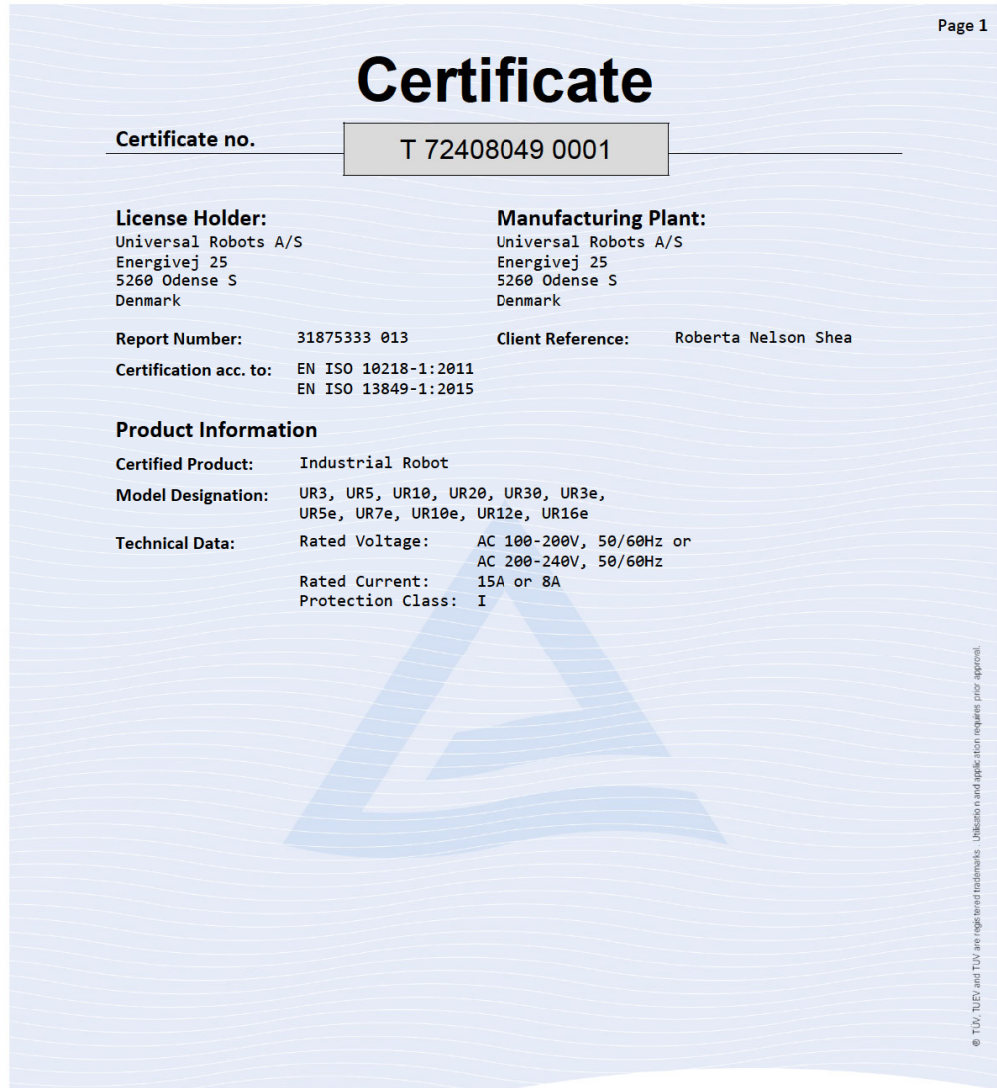 Page 1
Certificate
Certificate no.
T 72408049 0001
License Holder:
Universal Robots A/S
Energivej 25
5260 Odense S
Denmark
Manufacturing Plant:
Universal Robots A/S
Energivej 25
5260 Odense S
Denmark
Report Number: 31875333 013
Client Reference: Roberta Nelson Shea
Certification acc. to: EN ISO 10218-1:2011
EN ISO 13849-1:2015
Product Information
Certified Product: Industrial Robot
Model Designation: UR3, UR5, UR10, UR20, UR30, UR3e,
UR5e, UR7e, UR10e, UR12e, UR16e
Technical Data: Rated Voltage: AC 100-200V, 50/60Hz or
AC 200-240V, 50/60Hz
Rated Current: 15A or 8A
Protection Class: I
® TÜV, TUEV and TUV are registered trademarks. Utilisation and application requires prior approval.